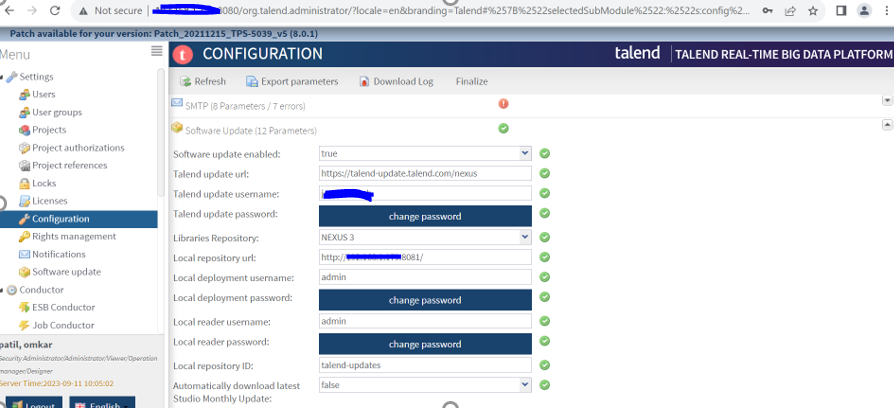 Not secure
8080/org.talend.administrator/?locale=en&branding=Talend#%257B%2522selectedSubModule%2522:%2522s:config%2...
Patch available for your version: Patch_20211215_TPS-5039_v5 (8.0.1)
Menu
Settings
Users
User groups
Projects
Project authorizations
Project references
Locks
Licenses
Configuration
Rights management
Notifications
Software update
Conductor
ESB Conductor
Job Conductor
patil, omkar
Security Administrator/Administrator/Viewer/Operation
manager/Designer
Server Time:2023-09-11 10:05:02
Logout
English
t CONFIGURATION
talend | TALEND REAL-TIME BIG DATA PLATFORM
Refresh Export parameters Download Log Finalize
SMTP (8 Parameters / 7 errors)
Software Update (12 Parameters)
Software update enabled: true
Talend update url: https://talend-update.talend.com/nexus
Talend update username:
Talend update password: change password
Libraries Repository: NEXUS 3
Local repository url: http:// 8081/
Local deployment username: admin
Local deployment password: change password
Local reader username: admin
Local reader password: change password
Local repository ID: talend-updates
Automatically download latest false
Studio Monthly Update: